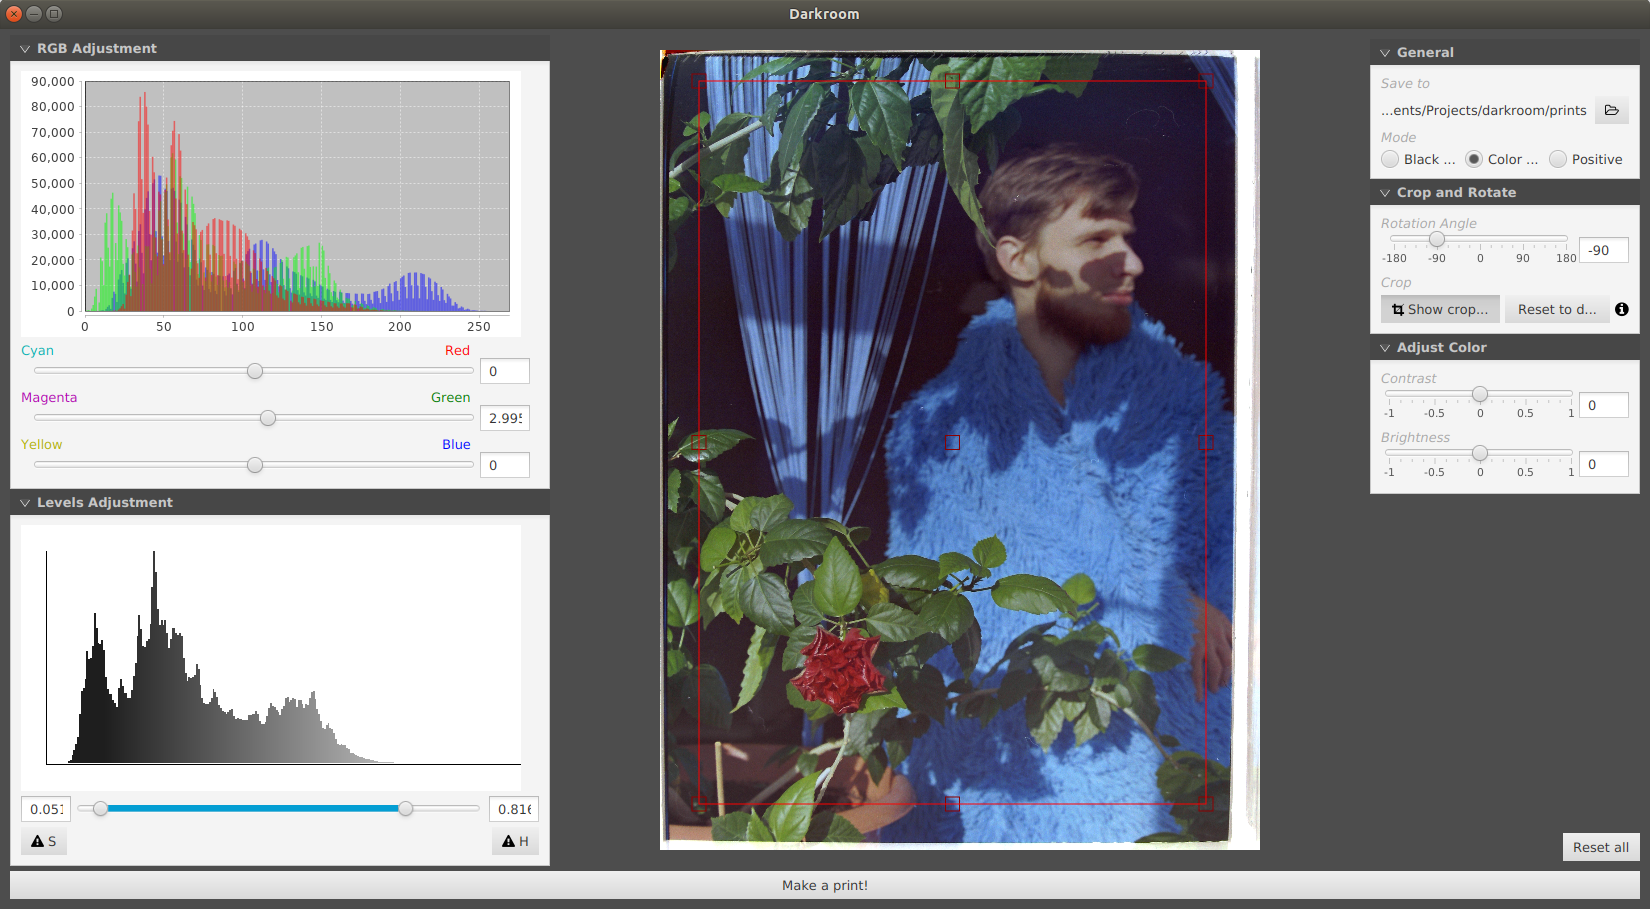 Darkroom
RGB Adjustment
90,000
80,000
70,000
60,000
50,000
40,000
30,000
20,000
10,000
0
0 50 100 150 200 250
Cyan Red
0
Magenta Green
2.995
Yellow Blue
0
Levels Adjustment
0.051 0.816
S H
General
Save to
...ents/Projects/darkroom/prints
Mode
Black ... Color ... Positive
Crop and Rotate
Rotation Angle
-180 -90 0 90 180 -90
Crop
Show crop... Reset to d...
Adjust Color
Contrast
-1 -0.5 0 0.5 1 0
Brightness
-1 -0.5 0 0.5 1 0
Reset all
Make a print!